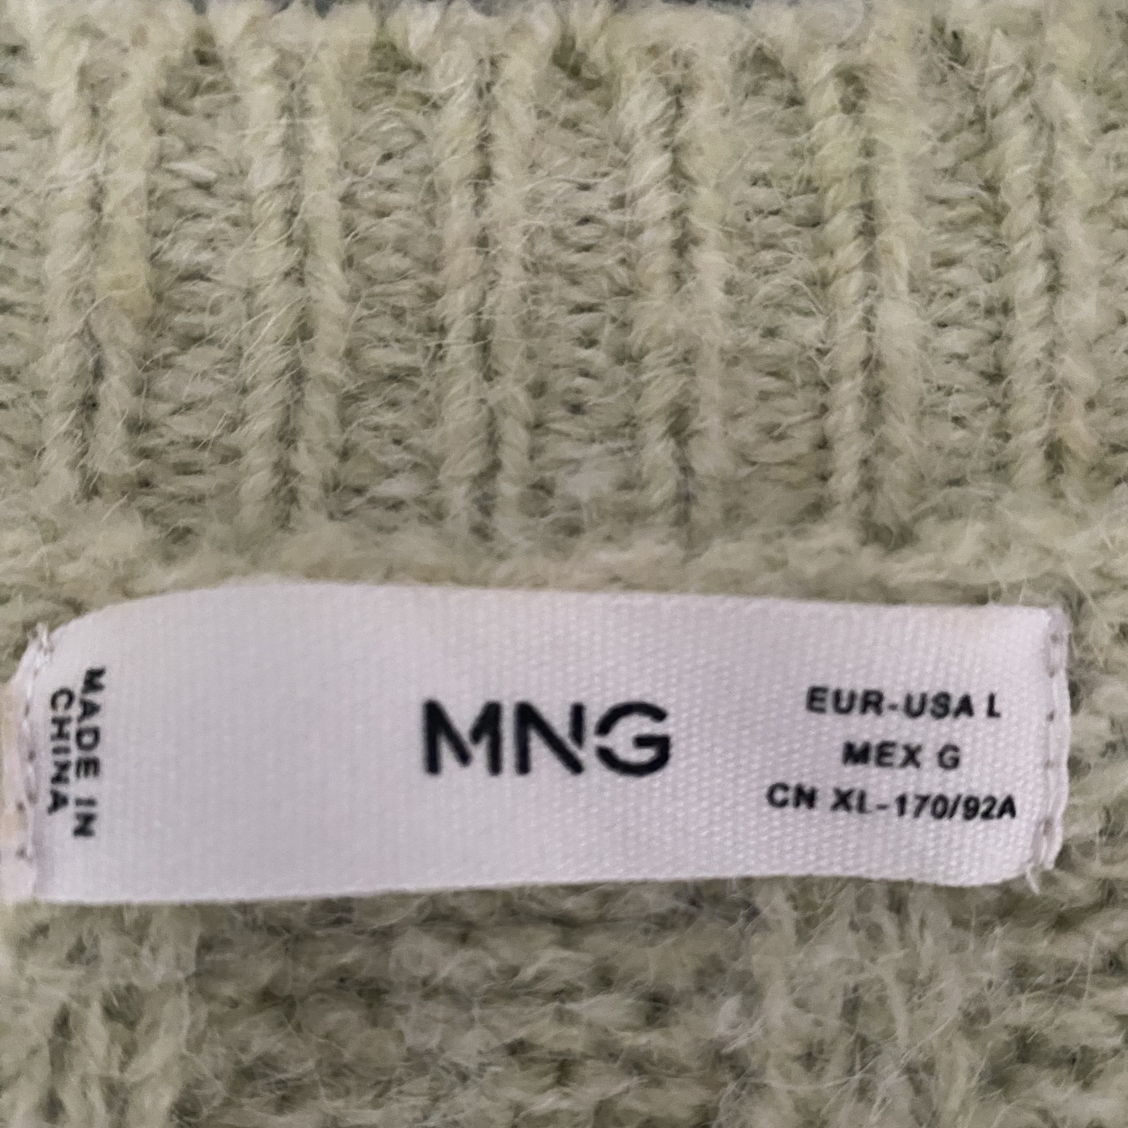 MADE IN
CHINA
MNG
EUR-USA L
MEX G
CN XL-170/92A